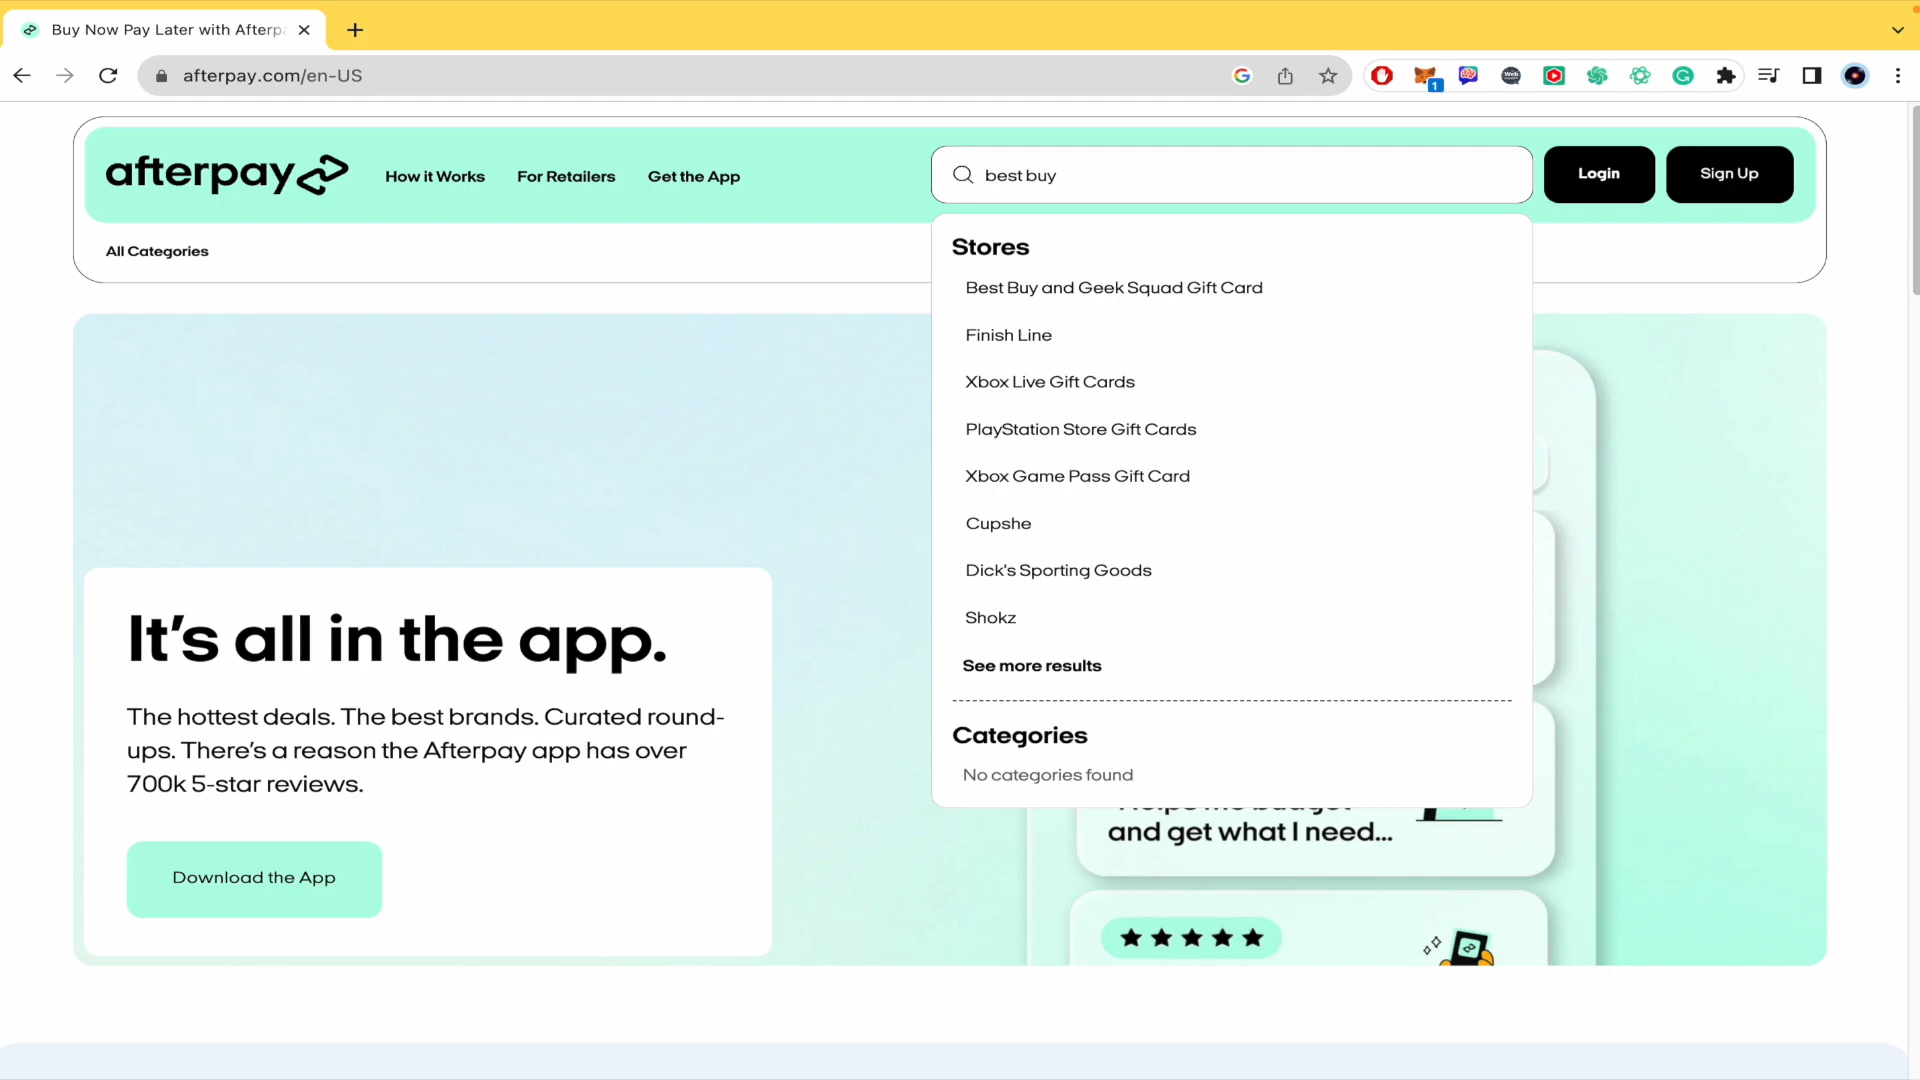 Buy Now Pay Later with Afterpa
afterpay.com/en-US
1
afterpay
How it Works
For Retailers
Get the App
best buy
Login
Sign Up
All Categories
Stores
Best Buy and Geek Squad Gift Card
Finish Line
Xbox Live Gift Cards
PlayStation Store Gift Cards
Xbox Game Pass Gift Card
Cupshe
Dick's Sporting Goods
Shokz
See more results
Categories
No categories found
It's all in the app.
The hottest deals. The best brands. Curated round-
ups. There's a reason the Afterpay app has over
700k 5-star reviews.
Download the App
and get what I need...